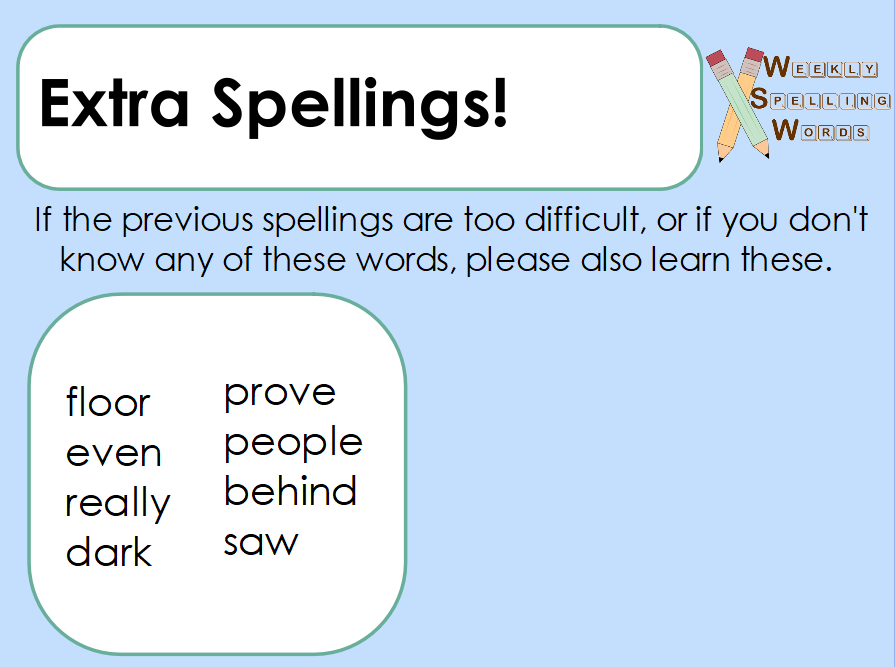 Extra Spellings!
WEEKLY
SPELLING
WORDS
If the previous spellings are too difficult, or if you don't
know any of these words, please also learn these.
floor
even
really
dark
prove
people
behind
saw